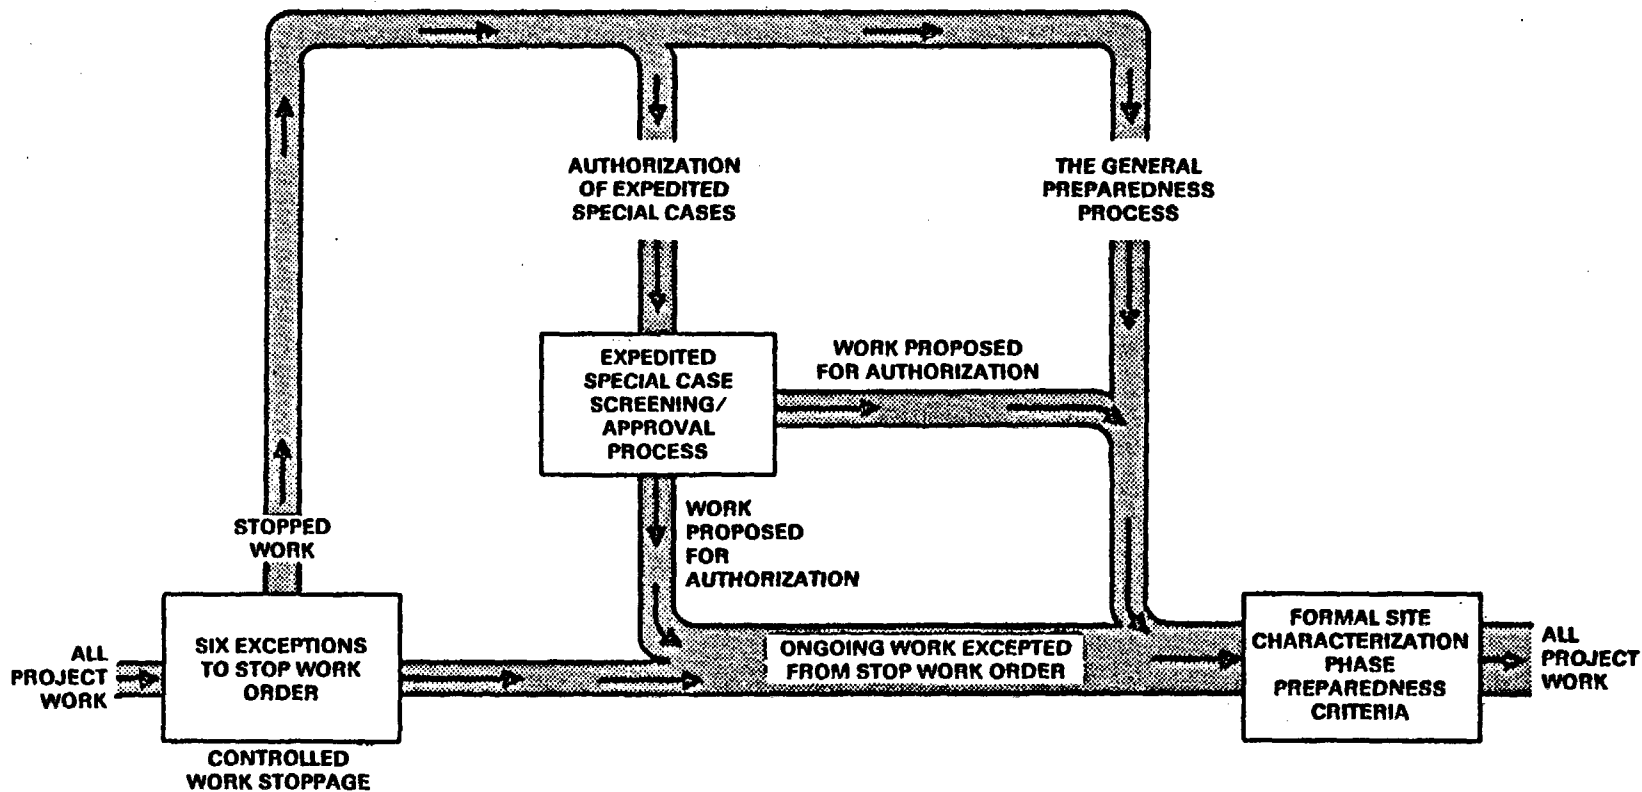 AUTHORIZATION
OF EXPEDITED
SPECIAL CASES
THE GENERAL
PREPAREDNESS
PROCESS
EXPEDITED
SPECIAL CASE
SCREENING/
APPROVAL
PROCESS
WORK PROPOSED
FOR AUTHORIZATION
WORK
PROPOSED
FOR
AUTHORIZATION
STOPPED
WORK
ALL
PROJECT
WORK
SIX EXCEPTIONS
TO STOP WORK
ORDER
CONTROLLED
WORK STOPPAGE
ONGOING WORK EXCEPTED
FROM STOP WORK ORDER
FORMAL SITE
CHARACTERIZATION
PHASE
PREPAREDNESS
CRITERIA
ALL
PROJECT
WORK